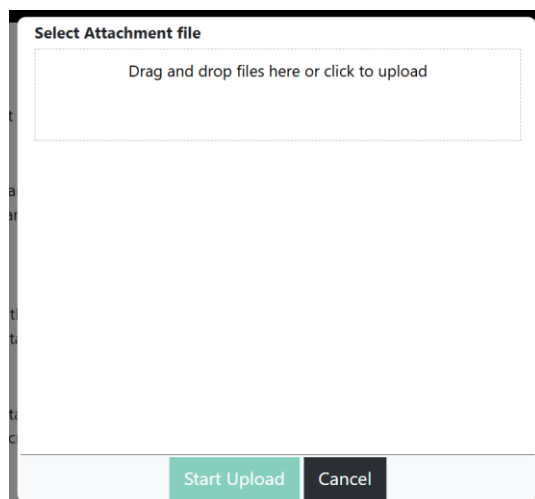 Select Attachment file
Drag and drop files here or click to upload
Start Upload
Cancel